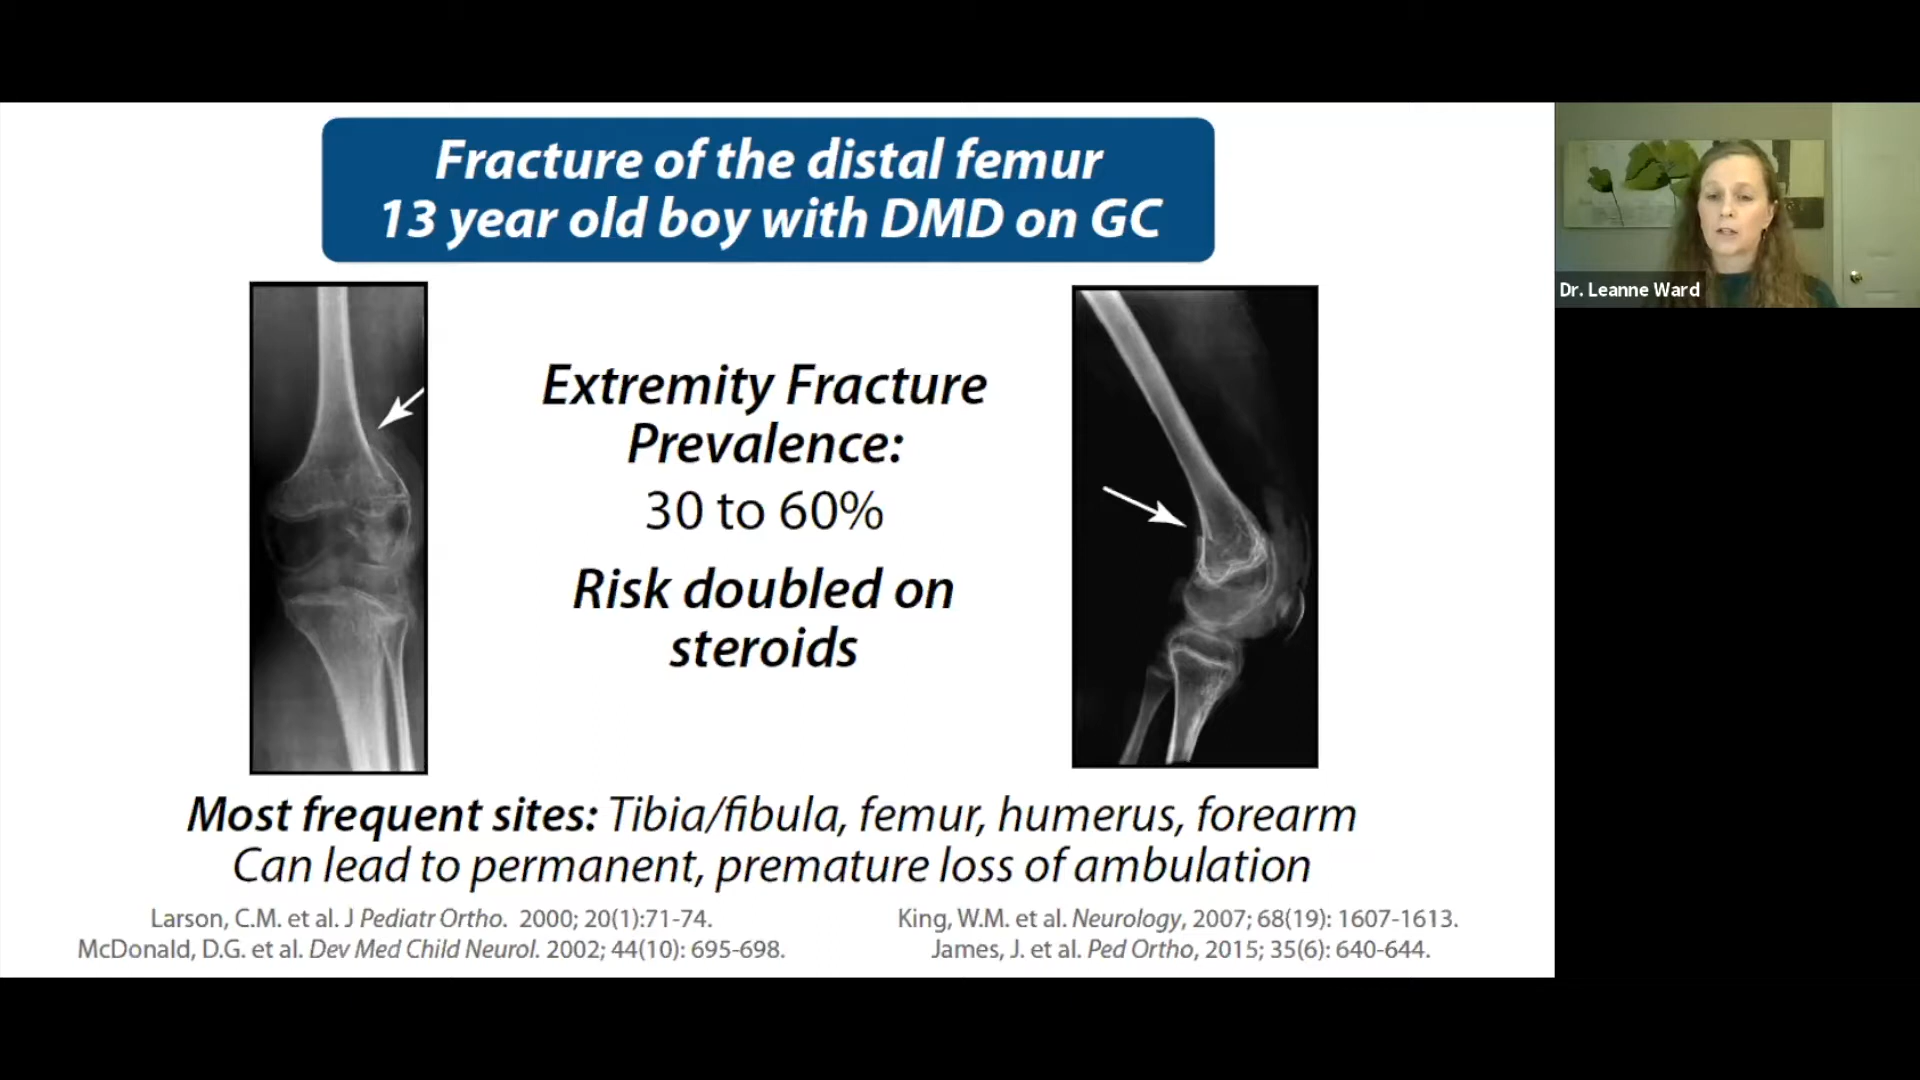 Fracture of the distal femur
13 year old boy with DMD on GC
Extremity Fracture
Prevalence:
30 to 60%
Risk doubled on
steroids
Most frequent sites: Tibia/fibula, femur, humerus, forearm
Can lead to permanent, premature loss of ambulation
Larson, C.M. et al. J Pediatr Ortho. 2000; 20(1):71-74.
McDonald, D.G. et al. Dev Med Child Neurol. 2002; 44(10): 695-698.
King, W.M. et al. Neurology, 2007; 68(19): 1607-1613.
James, J. et al. Ped Ortho, 2015; 35(6): 640-644.
Dr. Leanne Ward